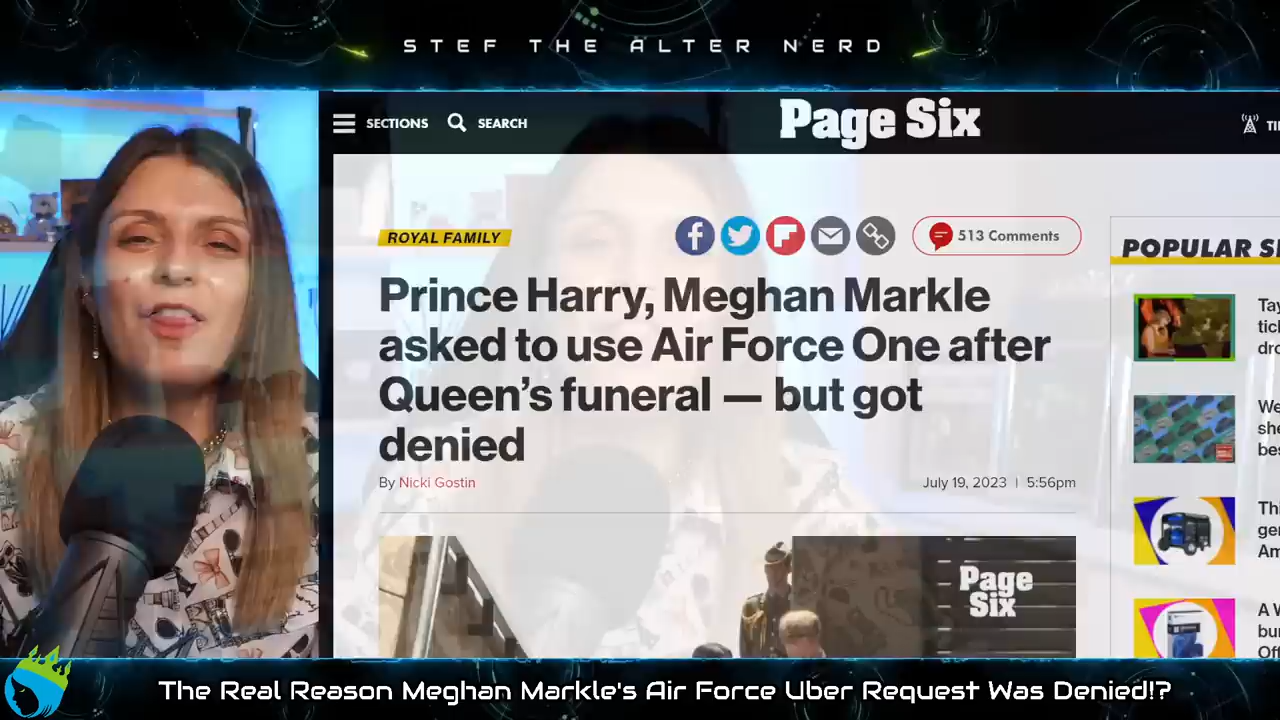 STEF THE ALTER NERD
SECTIONS
SEARCH
Page Six
ROYAL FAMILY
513 Comments
Prince Harry, Meghan Markle
asked to use Air Force One after
Queen's funeral — but got
denied
By Nicki Gostin
July 19, 2023 | 5:56pm
POPULAR
Page
Six
The Real Reason Meghan Markle's Air Force Uber Request Was Denied!?